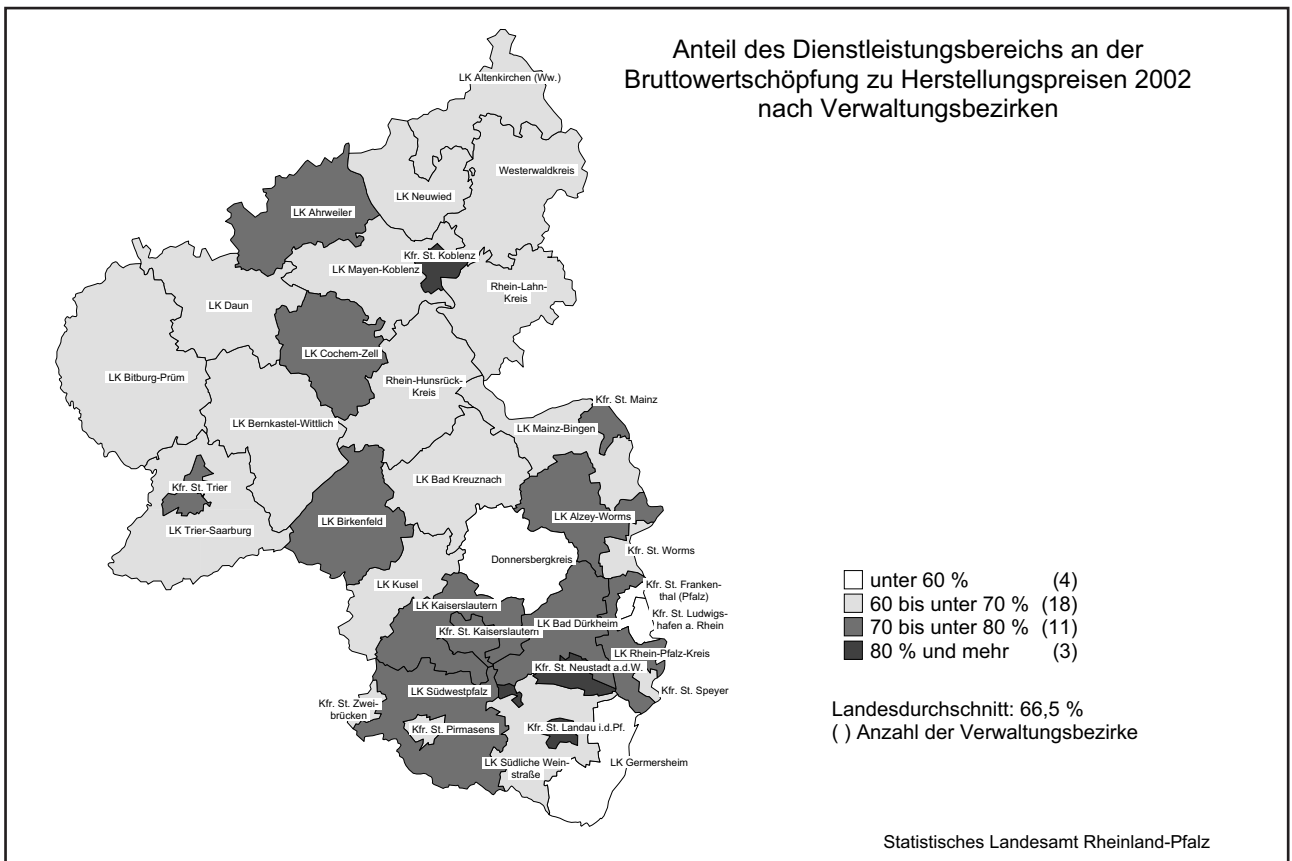 Anteil des Dienstleistungsbereichs an der
Bruttowertschöpfung zu Herstellungspreisen 2002
nach Verwaltungsbezirken
LK Altenkirchen (Ww.)
Westerwaldkreis
LK Neuwied
LK Ahrweiler
Kfr. St. Koblenz
LK Mayen-Koblenz
Rhein-Lahn-
Kreis
LK Daun
LK Cochem-Zell
LK Bitburg-Prüm
Rhein-Hunsrück-
Kreis
Kfr. St. Mainz
LK Bernkastel-Wittlich
LK Mainz-Bingen
LK Bad Kreuznach
Kfr. St. Trier
LK Birkenfeld
LK Alzey-Worms
LK Trier-Saarburg
Kfr. St. Worms
Donnersbergkreis
LK Kusel
Kfr. St. Franken-
thal (Pfalz)
LK Kaiserslautern
Kfr. St. Ludwigs-
hafen a. Rhein
LK Bad Dürkheim
Kfr. St. Kaiserslautern
LK Rhein-Pfalz-Kreis
Kfr. St. Neustadt a.d.W.
LK Südwestpfalz
Kfr. St. Speyer
Kfr. St. Zwei-
brücken
Kfr. St. Pirmasens
Kfr. St. Landau i.d.Pf.
LK Südliche Wein-
straße
LK Germersheim
unter 60 % (4)
60 bis unter 70 % (18)
70 bis unter 80 % (11)
80 % und mehr (3)
Landesdurchschnitt: 66,5 %
( ) Anzahl der Verwaltungsbezirke
Statistisches Landesamt Rheinland-Pfalz